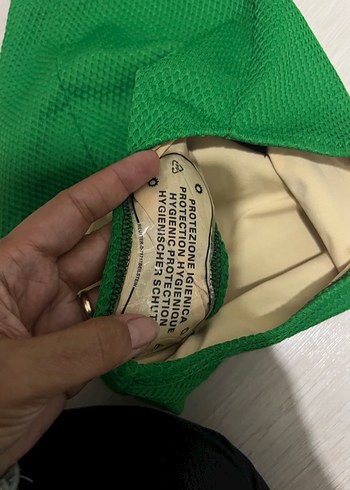 PROTEZIONE IGIENICA
PROTECTION HYGIENIQUE
HYGIENIC PROTECTION
HYGIENISCHER SCHUTZ